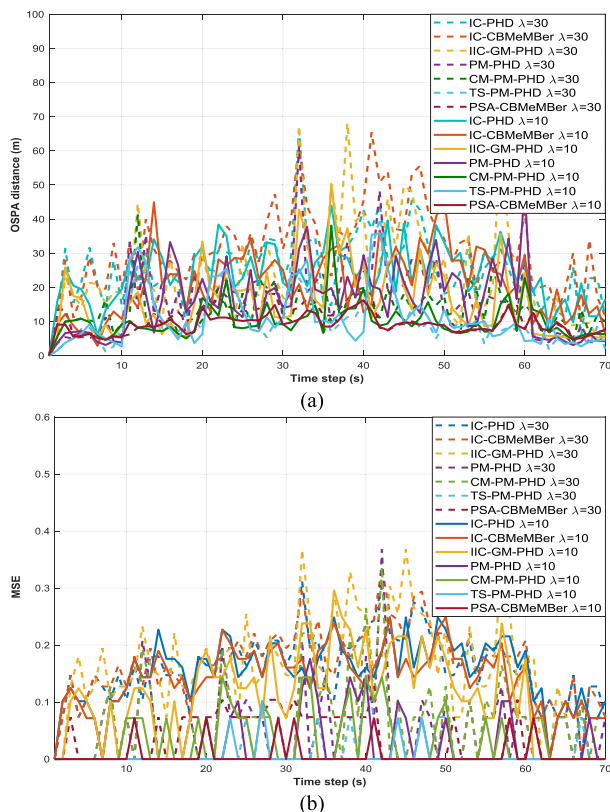 100
90
80
70
60
50
40
30
20
10
0
OSPA distance (m)
IC-PHD λ=30
IC-CBMeMBer λ=30
IIC-GM-PHD λ=30
PM-PHD λ=30
CM-PM-PHD λ=30
TS-PM-PHD λ=30
PSA-CBMeMBer λ=30
IC-PHD λ=10
IC-CBMeMBer λ=10
IIC-GM-PHD λ=10
PM-PHD λ=10
CM-PM-PHD λ=10
TS-PM-PHD λ=10
PSA-CBMeMBer λ=10
10 20 30 40 50 60 70
Time step (s)
(a)
0.6
0.5
0.4
0.3
0.2
0.1
0
MSE
IC-PHD λ=30
IC-CBMeMBer λ=30
IIC-GM-PHD λ=30
PM-PHD λ=30
CM-PM-PHD λ=30
TS-PM-PHD λ=30
PSA-CBMeMBer λ=30
IC-PHD λ=10
IC-CBMeMBer λ=10
IIC-GM-PHD λ=10
PM-PHD λ=10
CM-PM-PHD λ=10
TS-PM-PHD λ=10
PSA-CBMeMBer λ=10
10 20 30 40 50 60 70
Time step (s)
(b)